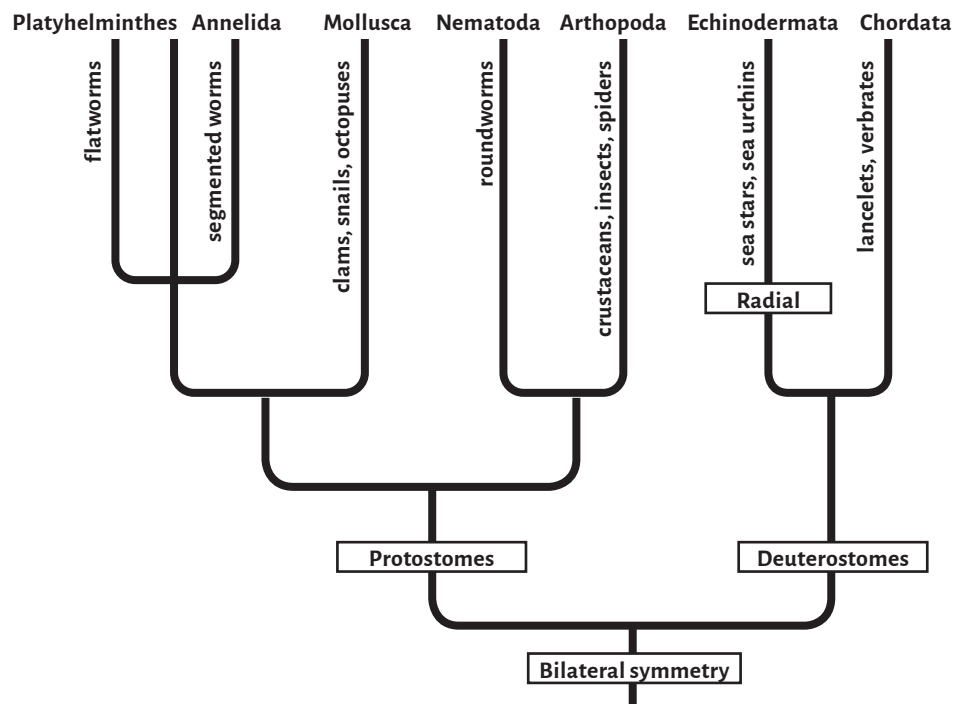 Platyhelminthes Annelida Mollusca Nematoda Arthopoda Echinodermata Chordata
flatworms
segmented worms
clams, snails, octopuses
roundworms
crustaceans, insects, spiders
sea stars, sea urchins
lancelets, verbrates
Radial
Protostomes
Deuterostomes
Bilateral symmetry